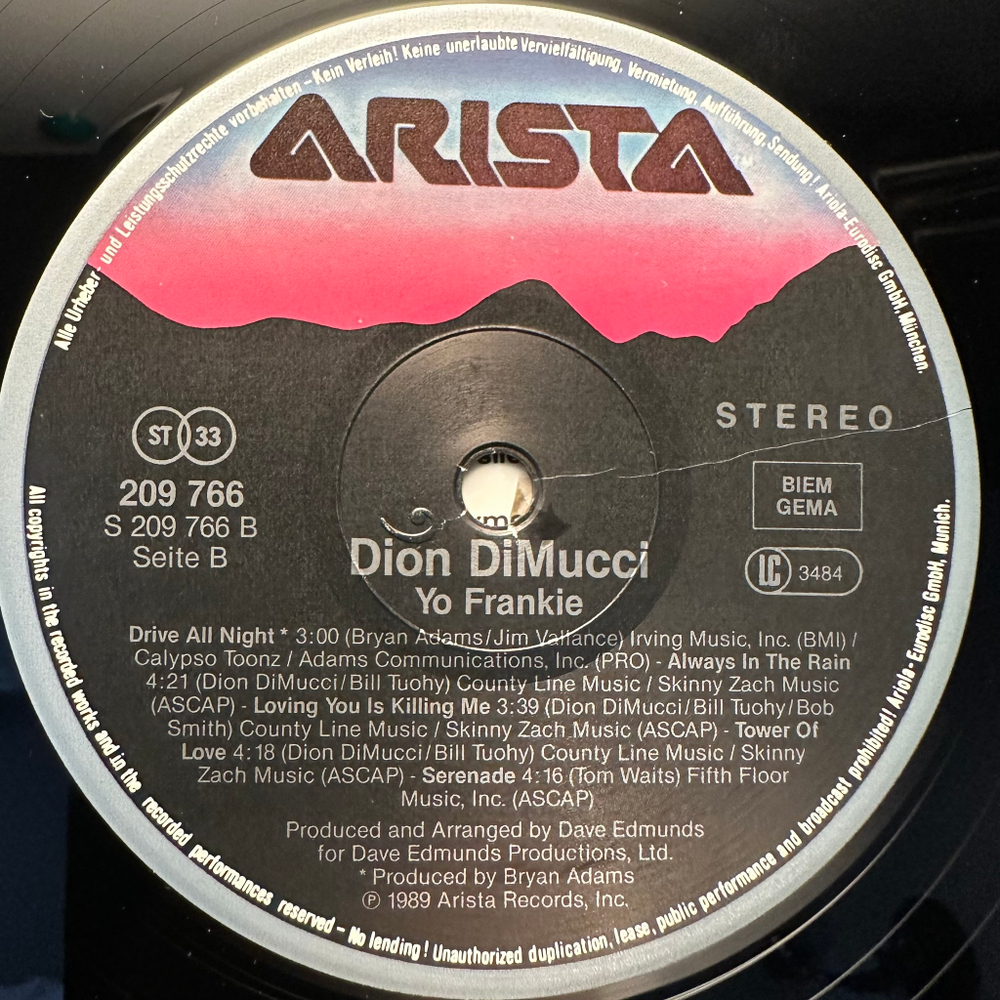 Alle Urheber- und Leistungsschutzrechte vorbehalten – Kein Verleih! Keine unerlaubte Vervielfältigung, Vermietung, Aufführung, Sendung! Ariola-Eurodisc GmbH, München.
ARISTA
STEREO
ST 33
209 766
S 209 766 B
Seite B
BIEM
GEMA
LC 3484
Dion DiMucci
Yo Frankie
Drive All Night * 3:00 (Bryan Adams/Jim Vallance) Irving Music, Inc. (BMI) /
Calypso Toonz / Adams Communications, Inc. (PRO) - Always In The Rain
4:21 (Dion DiMucci/Bill Tuohy) County Line Music / Skinny Zach Music
(ASCAP) - Loving You Is Killing Me 3:39 (Dion DiMucci/Bill Tuohy/Bob
Smith) County Line Music / Skinny Zach Music (ASCAP) - Tower Of
Love 4:18 (Dion DiMucci/Bill Tuohy) County Line Music / Skinny
Zach Music (ASCAP) - Serenade 4:16 (Tom Waits) Fifth Floor
Music, Inc. (ASCAP)
Produced and Arranged by Dave Edmunds
for Dave Edmunds Productions, Ltd.
* Produced by Bryan Adams
℗ 1989 Arista Records, Inc.
All copyrights in the recorded works and in the recorded performances reserved – No lending! Unauthorized duplication, lease, public performance and broadcast prohibited! Ariola-Eurodisc GmbH, Munich.